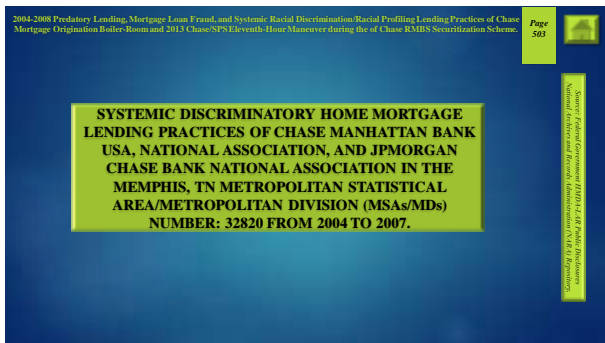 2004-2008 Predatory Lending, Mortgage Loan Fraud, and Systemic Racial Discrimination/Racial Profiling Lending Practices of Chase
Mortgage Origination Boiler-Room and 2013 Chase/SPS Eleventh-Hour Maneuver during the of Chase RMBS Securitization Scheme.
Page
503
SYSTEMIC DISCRIMINATORY HOME MORTGAGE
LENDING PRACTICES OF CHASE MANHATTAN BANK
USA, NATIONAL ASSOCIATION, AND JPMORGAN
CHASE BANK NATIONAL ASSOCIATION IN THE
MEMPHIS, TN METROPOLITAN STATISTICAL
AREA/METROPOLITAN DIVISION (MSAs/MDs)
NUMBER: 32820 FROM 2004 TO 2007.
Source: Federal Government HMDA-LAR Public Disclosures
National Archives and Records Administration (NARA) Repository.